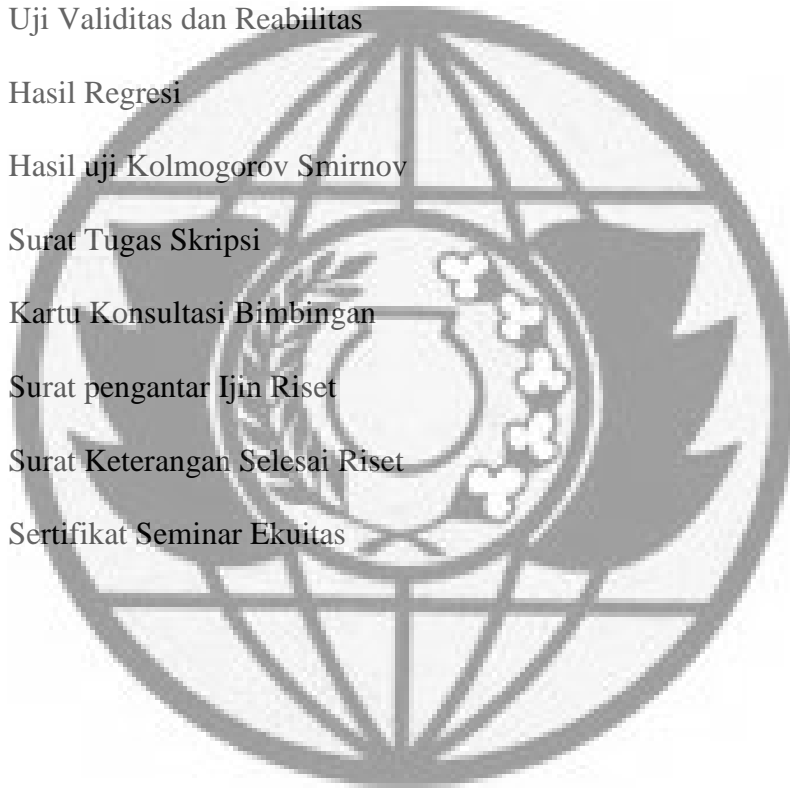 Uji Validitas dan Reabilitas
Hasil Regresi
Hasil uji Kolmogorov Smirnov
Surat Tugas Skripsi
Kartu Konsultasi Bimbingan
Surat pengantar Ijin Riset
Surat Keterangan Selesai Riset
Sertifikat Seminar Ekuitas